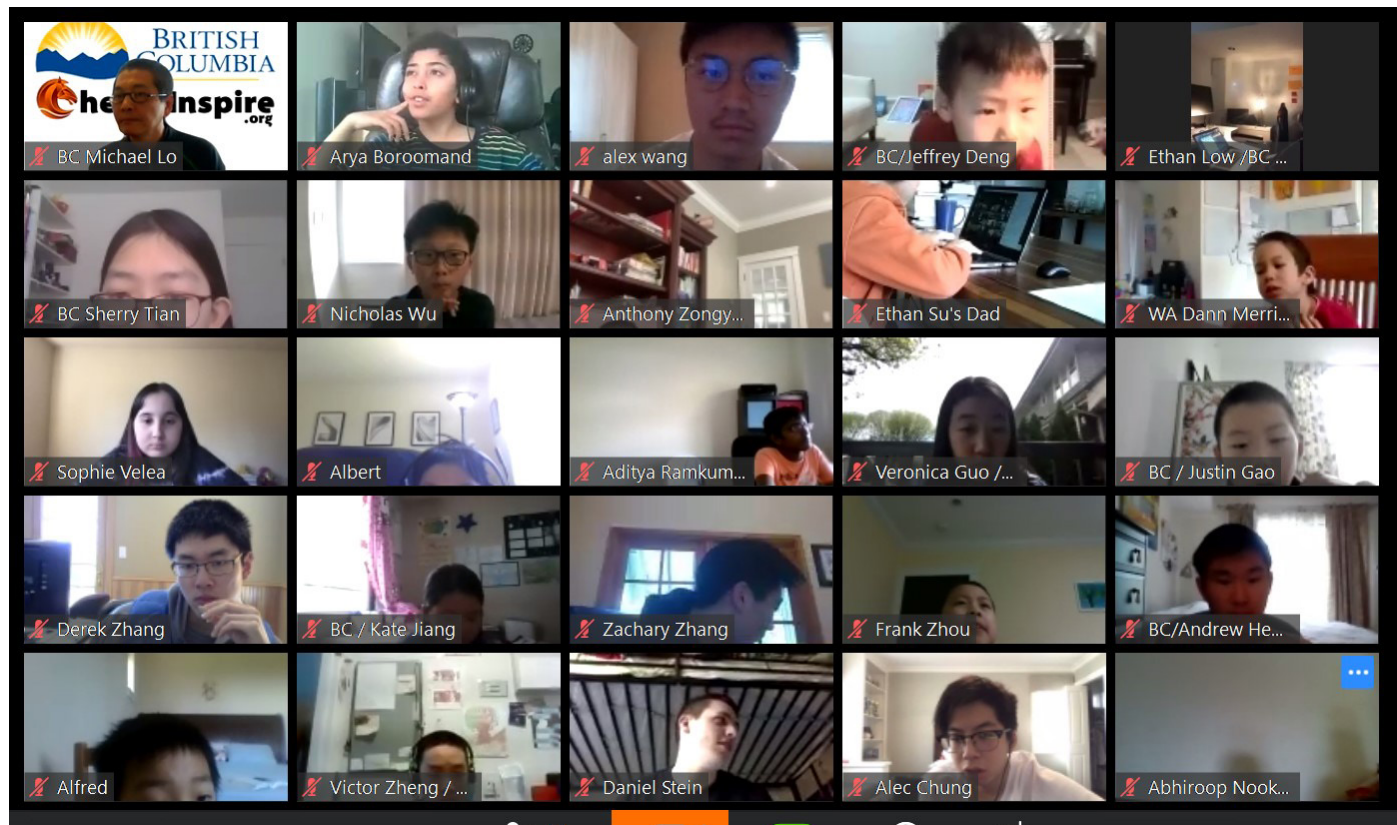 BRITISH
COLUMBIA
Che Inspire
.org
BC Michael Lo
Arya Boroomand
alex wang
BC/Jeffrey Deng
Ethan Low /BC ...
BC Sherry Tian
Nicholas Wu
Anthony Zongy...
Ethan Su's Dad
WA Dann Merri...
Sophie Velea
Albert
Aditya Ramkum...
Veronica Guo /...
BC / Justin Gao
Derek Zhang
BC / Kate Jiang
Zachary Zhang
Frank Zhou
BC/Andrew He...
Alfred
Victor Zheng / ...
Daniel Stein
Alec Chung
Abhiroop Nook...